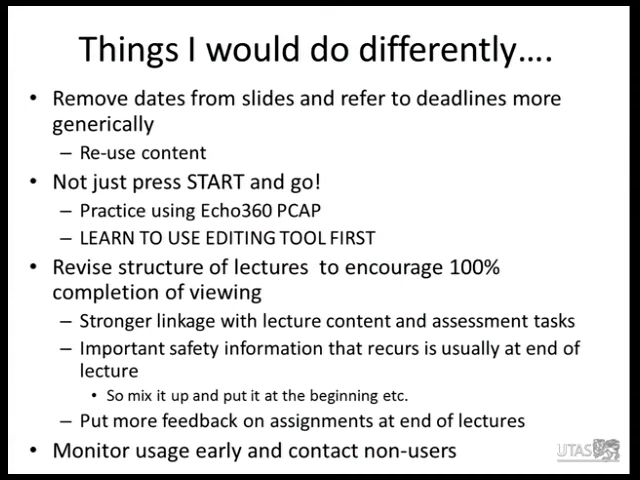 Things I would do differently....
• Remove dates from slides and refer to deadlines more
generically
– Re-use content
• Not just press START and go!
– Practice using Echo360 PCAP
– LEARN TO USE EDITING TOOL FIRST
• Revise structure of lectures to encourage 100%
completion of viewing
– Stronger linkage with lecture content and assessment tasks
– Important safety information that recurs is usually at end of
lecture
• So mix it up and put it at the beginning etc.
– Put more feedback on assignments at end of lectures
• Monitor usage early and contact non-users
UTAS